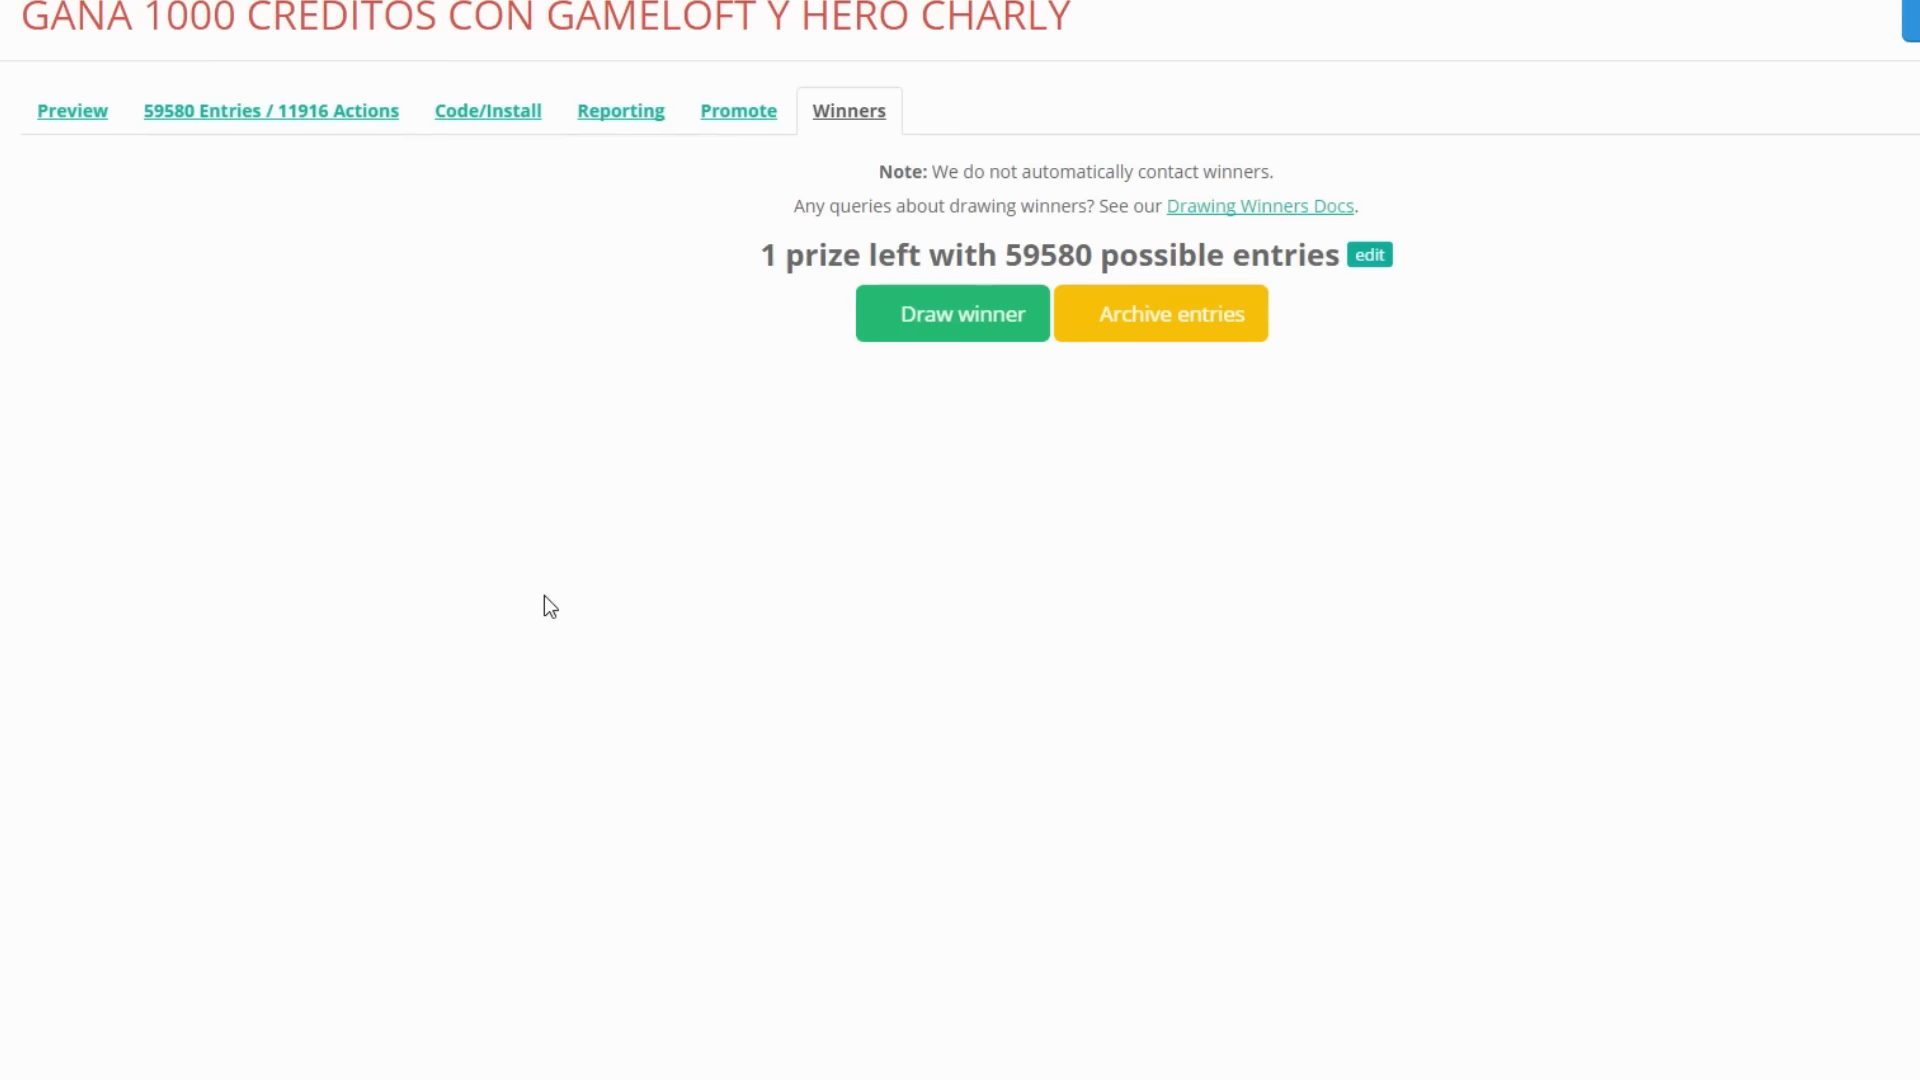 GANA 1000 CREDITOS CON GAMELOFT Y HERO CHARLY
Preview 59580 Entries / 11916 Actions Code/Install Reporting Promote Winners
Note: We do not automatically contact winners.
Any queries about drawing winners? See our Drawing Winners Docs.
1 prize left with 59580 possible entries edit
Draw winner Archive entries